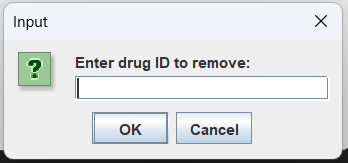 Input
Enter drug ID to remove:
OK
Cancel